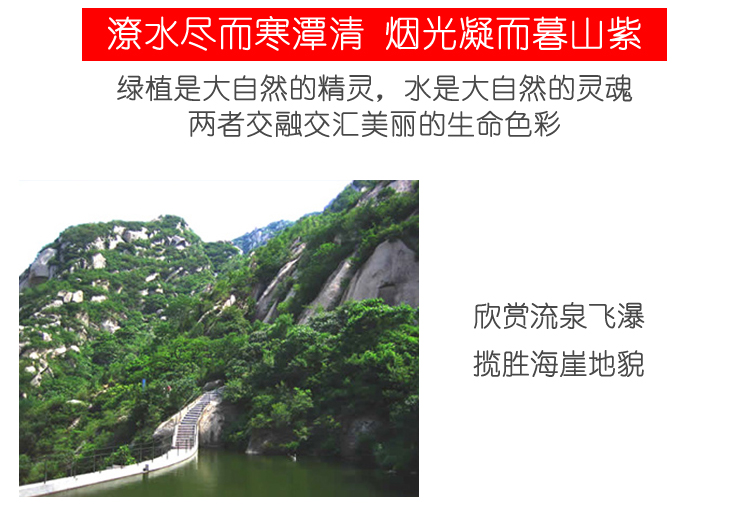 潦水尽而寒潭清 烟光凝而暮山紫
绿植是大自然的精灵，水是大自然的灵魂
两者交融交汇美丽的生命色彩
欣赏流泉飞瀑
揽胜海崖地貌